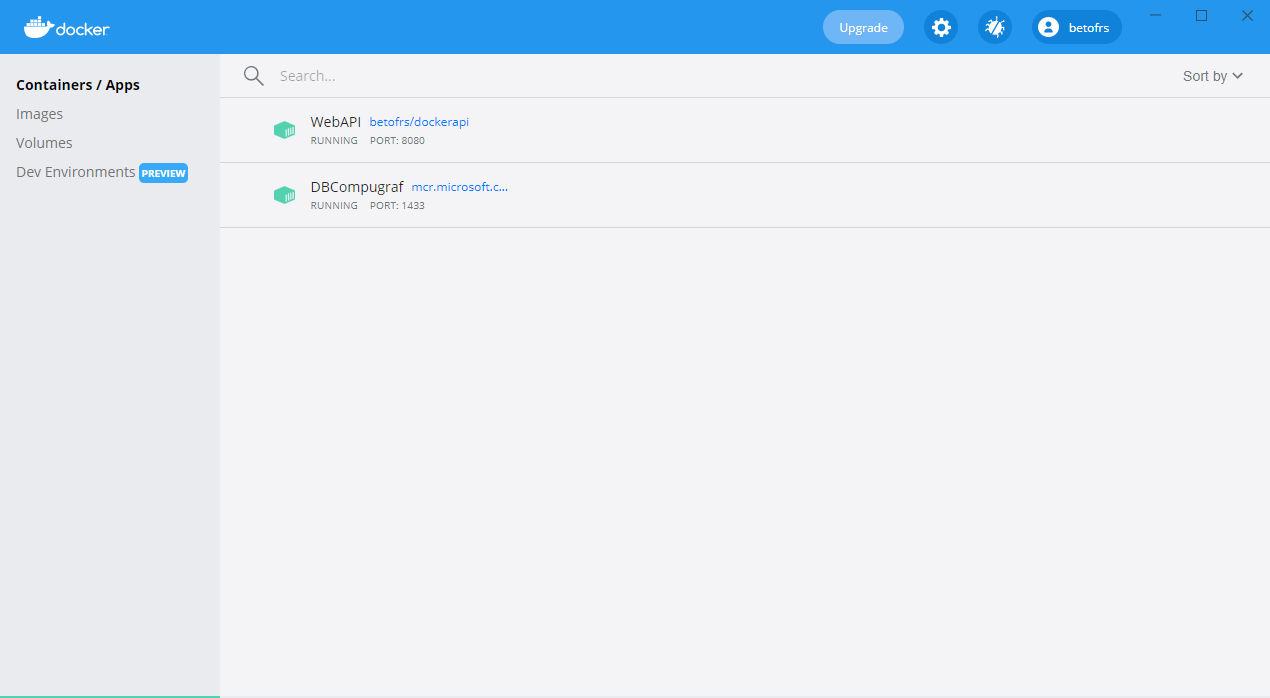 docker
Upgrade
betofrs
Containers / Apps
Images
Volumes
Dev Environments PREVIEW
Search...
Sort by
WebAPI betofrs/dockerapi
RUNNING PORT: 8080
DBCompugraf mcr.microsoft.c...
RUNNING PORT: 1433